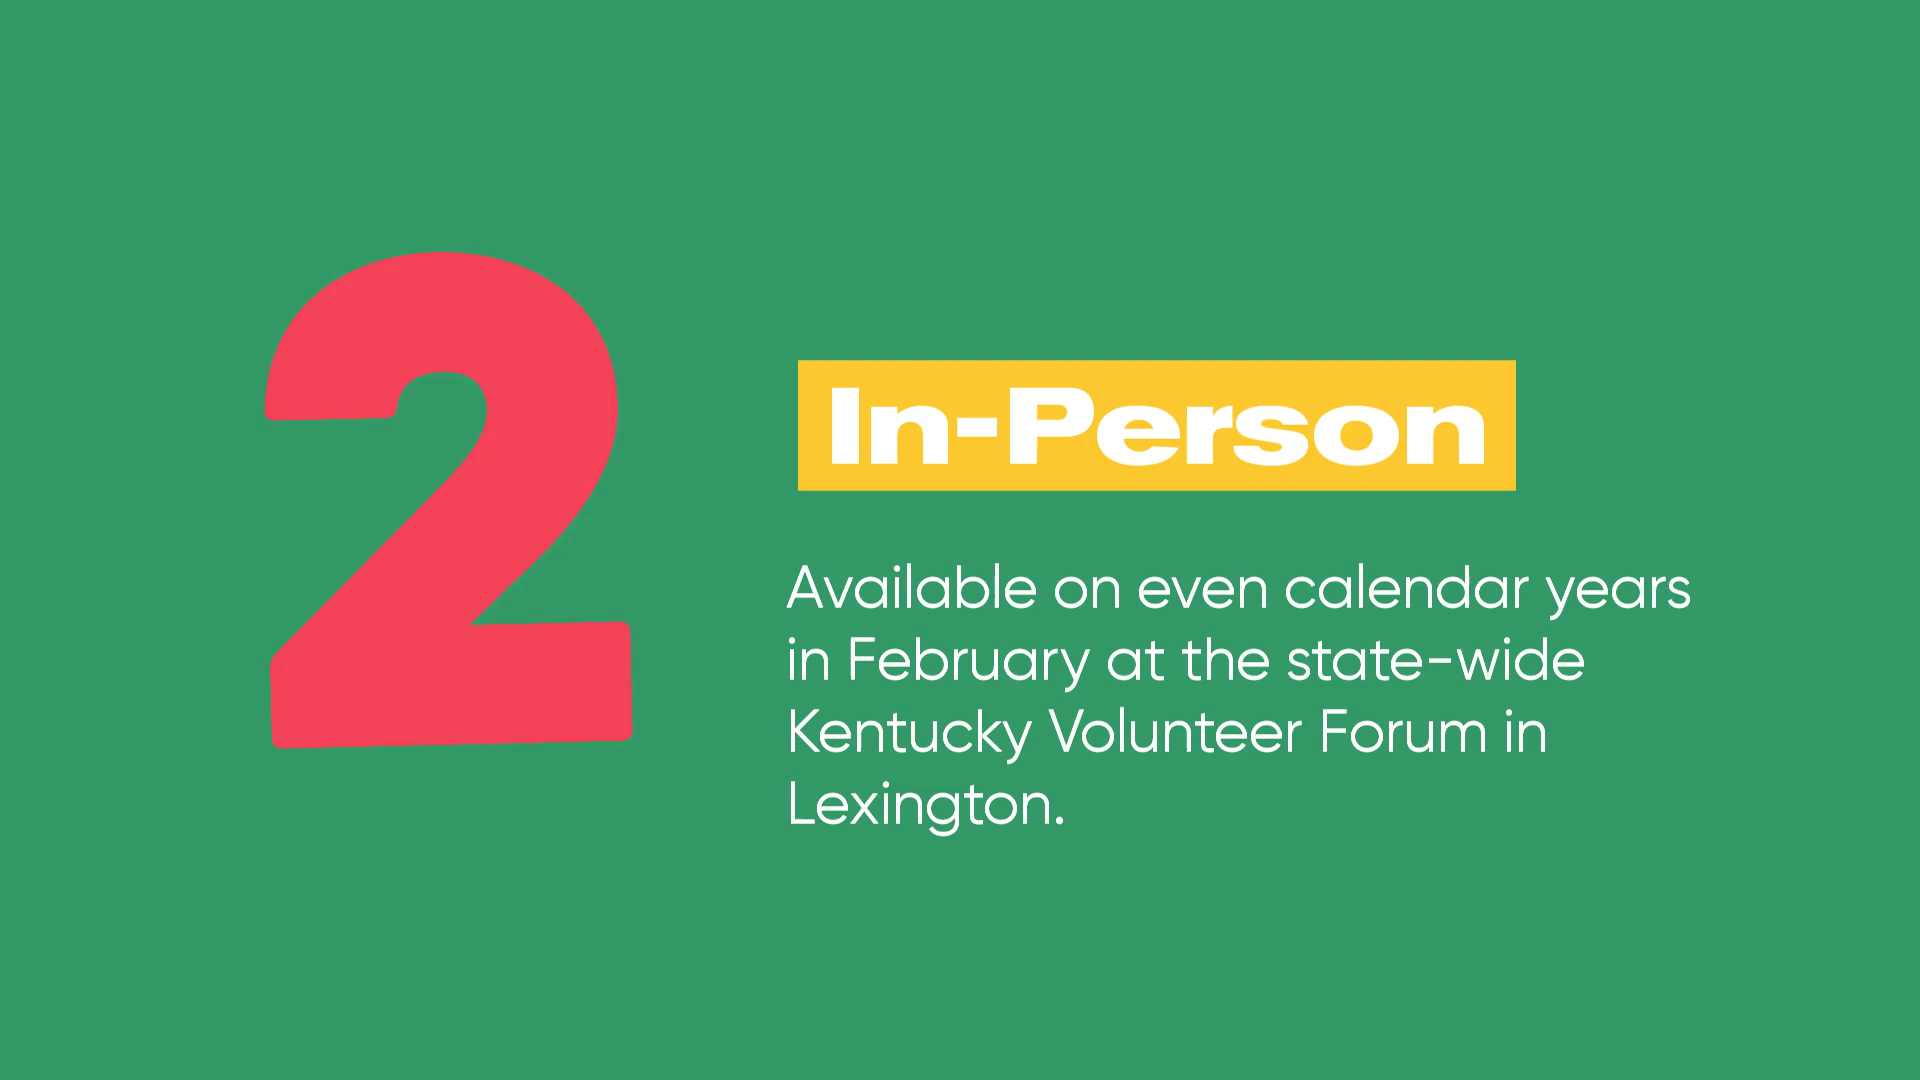 2
In-Person
Available on even calendar years
in February at the state-wide
Kentucky Volunteer Forum in
Lexington.